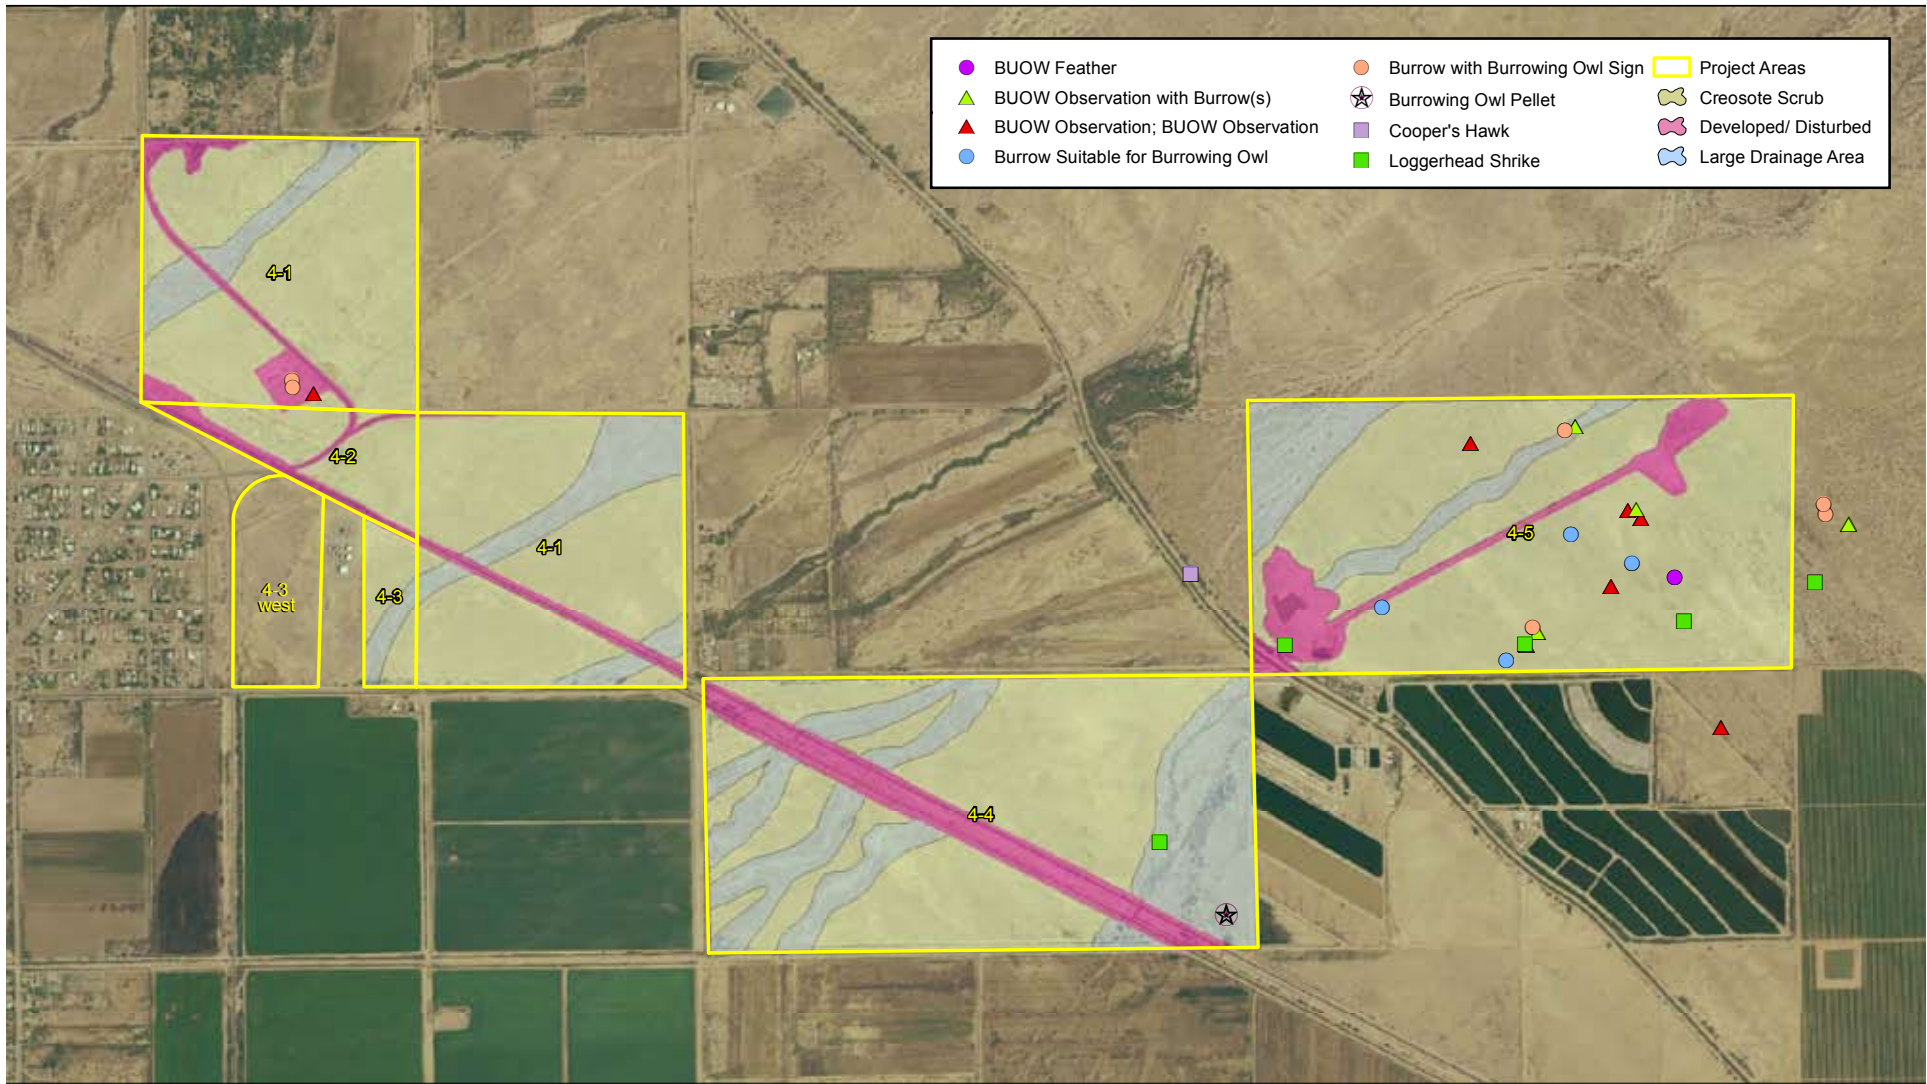 BUOW Feather
BUOW Observation with Burrow(s)
BUOW Observation; BUOW Observation
Burrow Suitable for Burrowing Owl
Burrow with Burrowing Owl Sign
Burrowing Owl Pellet
Cooper's Hawk
Loggerhead Shrike
Project Areas
Creosote Scrub
Developed/ Disturbed
Large Drainage Area
4-1
4-2
4-5
4-1
4-3
west
4-3
4-4